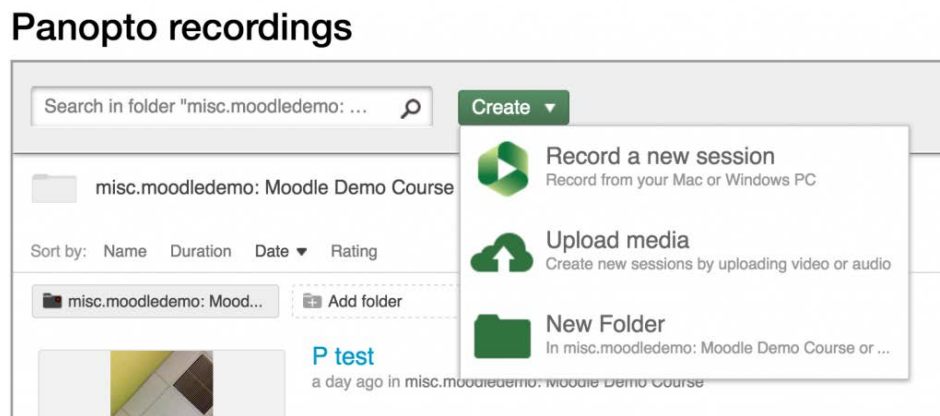 Panopto recordings
Search in folder "misc.moodledemo: ...
Create
Record a new session
Record from your Mac or Windows PC
misc.moodledemo: Moodle Demo Course
Upload media
Create new sessions by uploading video or audio
Sort by: Name Duration Date Rating
misc.moodledemo: Mood...
Add folder
New Folder
In misc.moodledemo: Moodle Demo Course or ...
P test
a day ago in misc.moodledemo: Moodle Demo Course